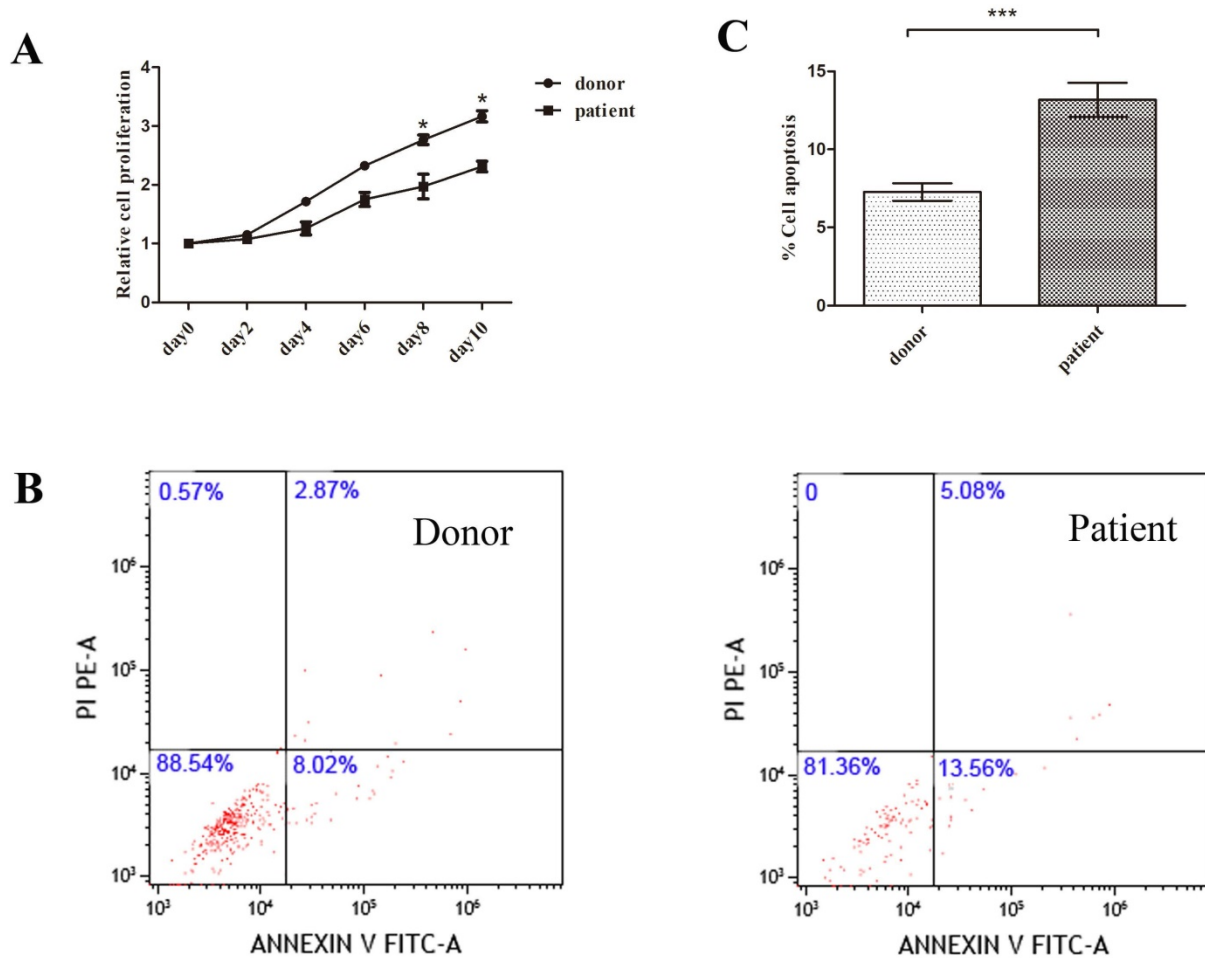 A
Relative cell proliferation
4
3
2
1
0
* *
day0 day2 day4 day6 day8 day10
donor
patient
C
***
% Cell apoptosis
15
10
5
0
donor patient
B
0.57% 2.87%
Donor
88.54% 8.02%
PI PE-A
10⁶
10⁵
10⁴
10³
10³ 10⁴ 10⁵ 10⁶
ANNEXIN V FITC-A
0 5.08%
Patient
81.36% 13.56%
PI PE-A
10⁶
10⁵
10⁴
10³
10³ 10⁴ 10⁵ 10⁶
ANNEXIN V FITC-A